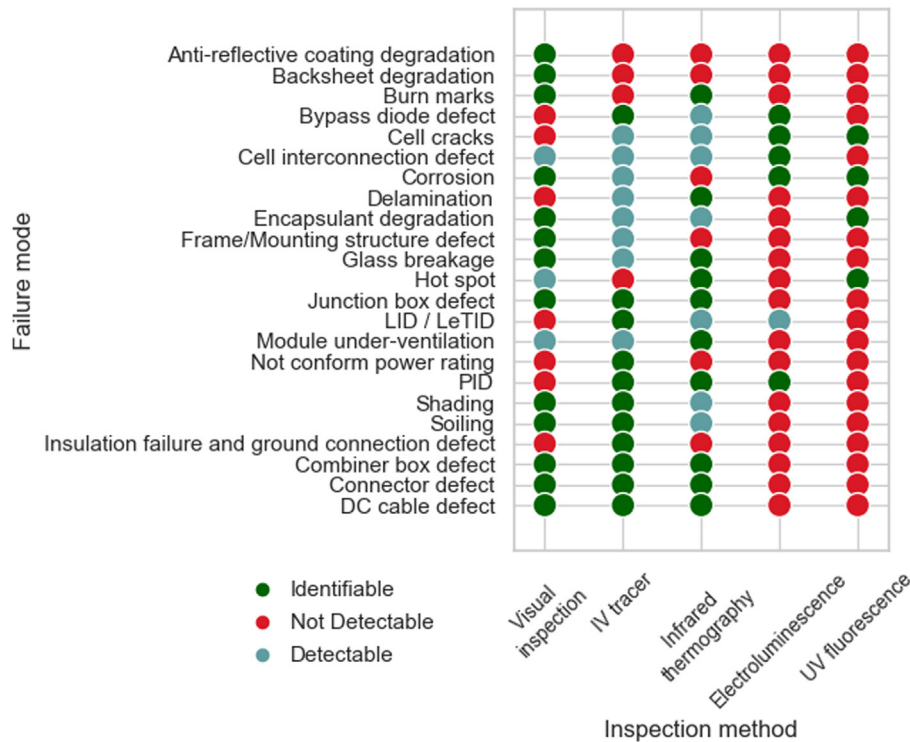 Failure mode
Anti-reflective coating degradation
Backsheet degradation
Burn marks
Bypass diode defect
Cell cracks
Cell interconnection defect
Corrosion
Delamination
Encapsulant degradation
Frame/Mounting structure defect
Glass breakage
Hot spot
Junction box defect
LID / LeTID
Module under-ventilation
Not conform power rating
PID
Shading
Soiling
Insulation failure and ground connection defect
Combiner box defect
Connector defect
DC cable defect
Identifiable
Not Detectable
Detectable
Visual
inspection
IV tracer
Infrared
thermography
Electroluminescence
UV fluorescence
Inspection method